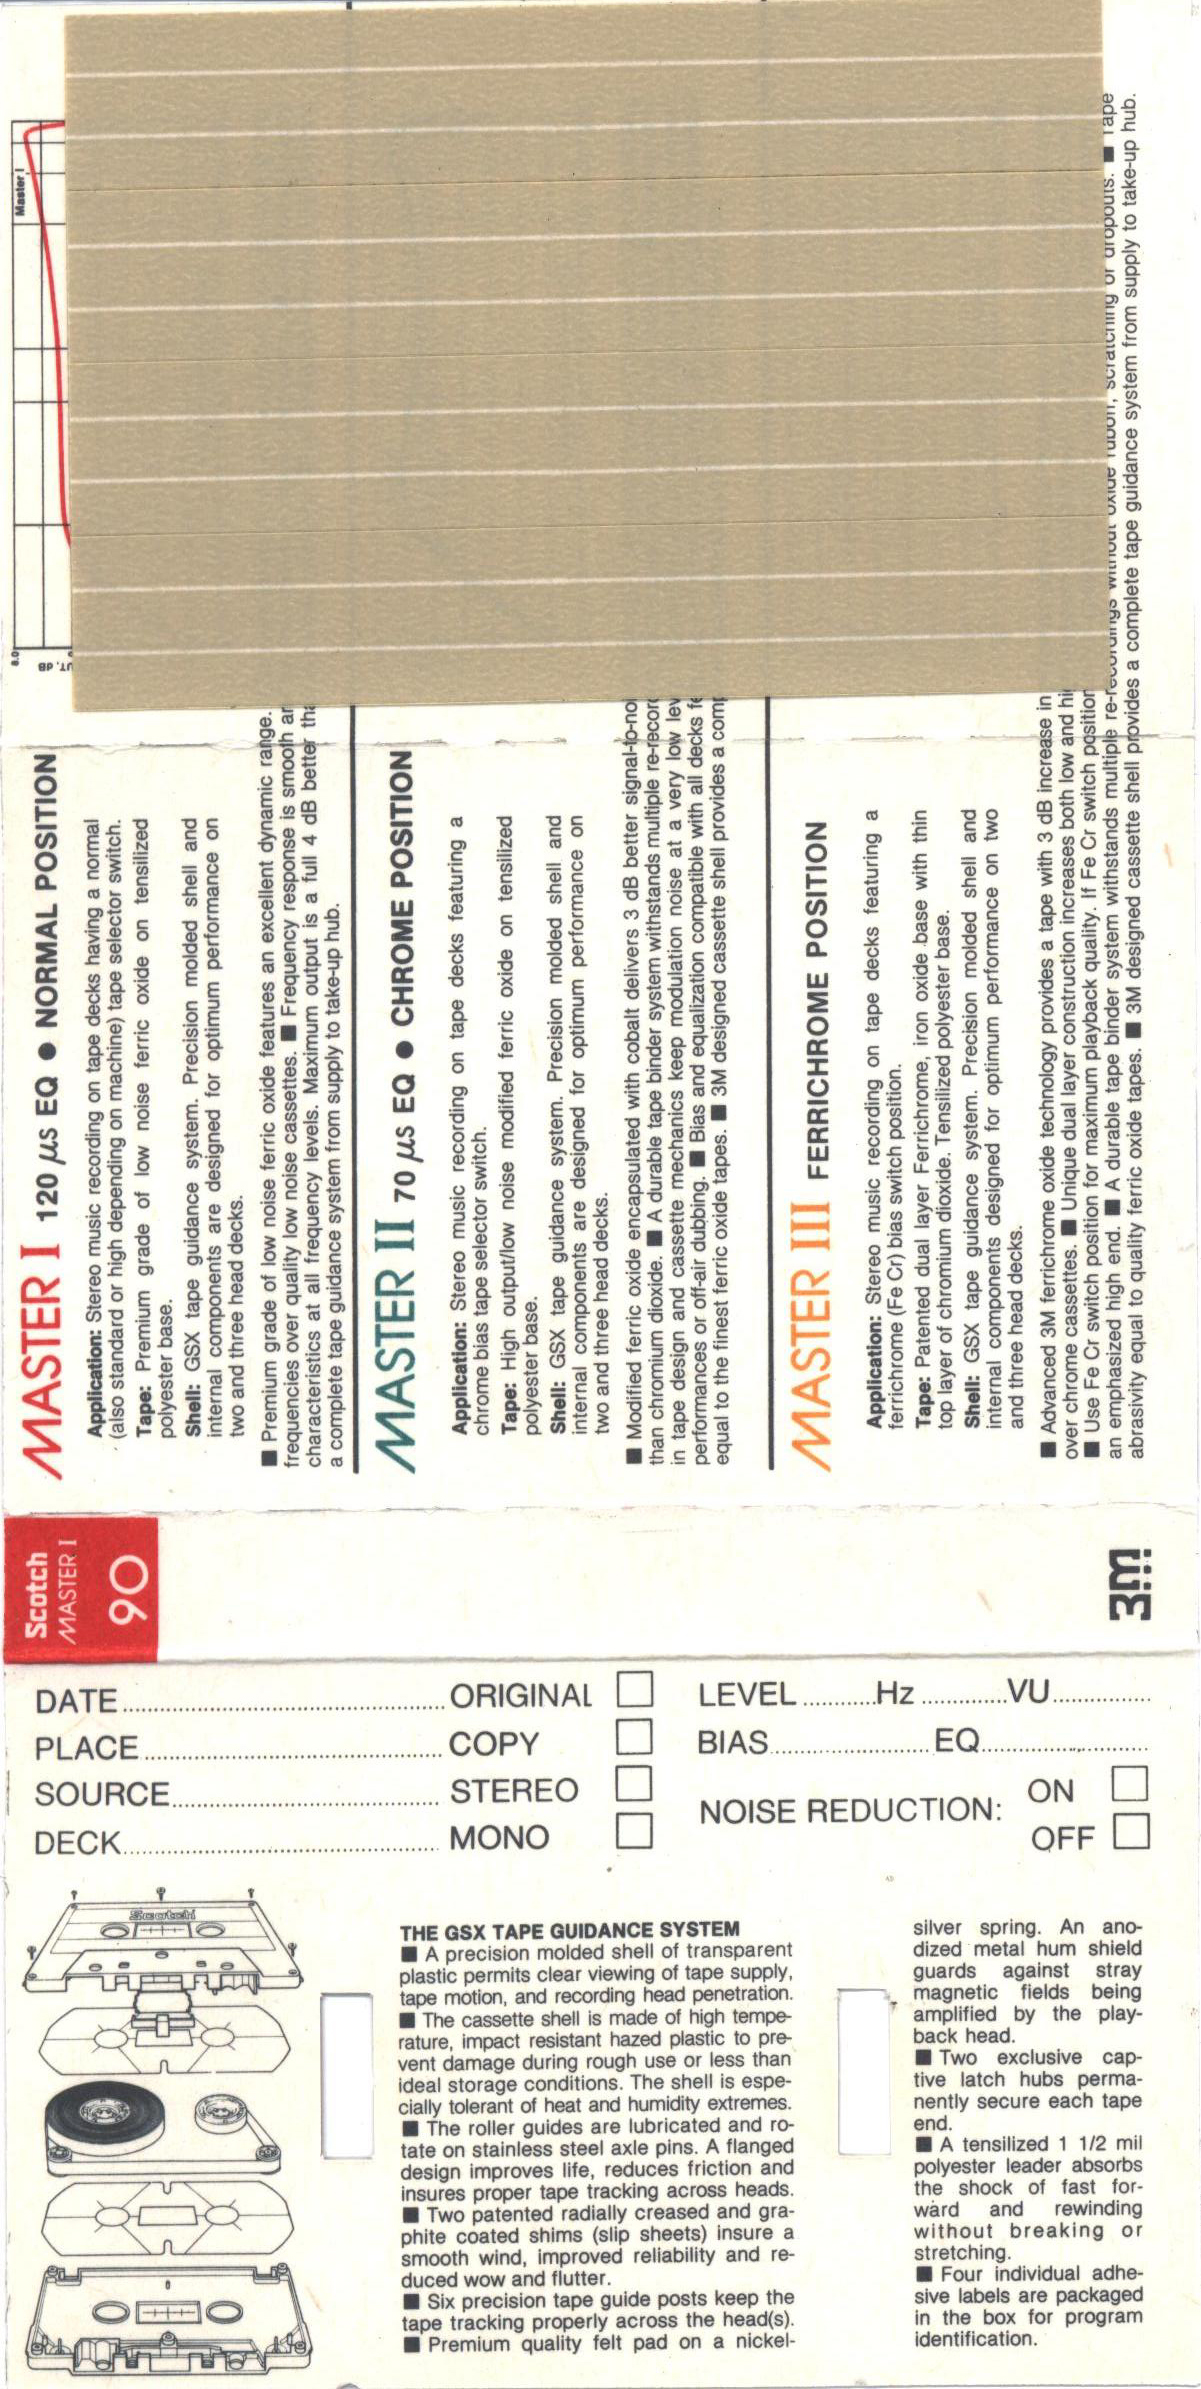 Master I
8.0
UT, dB
MASTER I 120 µs EQ ● NORMAL POSITION
Application: Stereo music recording on tape decks having a normal
(also standard or high depending on machine) tape selector switch.
Tape: Premium grade of low noise ferric oxide on tensilized
polyester base.
Shell: GSX tape guidance system. Precision molded shell and
internal components are designed for optimum performance on
two and three head decks.
■ Premium grade of low noise ferric oxide features an excellent dynamic range.
frequencies over quality low noise cassettes. ■ Frequency response is smooth
characteristics at all frequency levels. Maximum output is a full 4 dB better
a complete tape guidance system from supply to take-up hub.
MASTER II 70 µs EQ ● CHROME POSITION
Application: Stereo music recording on tape decks featuring a
chrome bias tape selector switch.
Tape: High output/low noise modified ferric oxide on tensilized
polyester base.
Shell: GSX tape guidance system. Precision molded shell and
internal components are designed for optimum performance on
two and three head decks.
■ Modified ferric oxide encapsulated with cobalt delivers 3 dB better signal-to-
than chromium dioxide. ■ A durable tape binder system withstands multiple
in tape design and cassette mechanics keep modulation noise at a very low
performances or off-air dubbing. ■ Bias and equalization compatible with all decks
equal to the finest ferric oxide tapes. ■ 3M designed cassette shell provides a
MASTER III FERRICHROME POSITION
Application: Stereo music recording on tape decks featuring a
ferrichrome (Fe Cr) bias switch position.
Tape: Patented dual layer Ferrichrome, iron oxide base with thin
top layer of chromium dioxide. Tensilized polyester base.
Shell: GSX tape guidance system. Precision molded shell and
internal components designed for optimum performance on two
and three head decks.
■ Advanced 3M ferrichrome oxide technology provides a tape with 3 dB increase in
over chrome cassettes. ■ Unique dual layer construction increases both low and
■ Use Fe Cr switch position for maximum playback quality. If Fe Cr switch position
an emphasized high end. ■ A durable tape binder system withstands multiple re-recordings without oxide ruboff, scratching or dropouts. ■ Tape
abrasivity equal to quality ferric oxide tapes. ■ 3M designed cassette shell provides a complete tape guidance system from supply to take-up hub.
Scotch
MASTER I
90
3M
DATE ORIGINAL
PLACE COPY
SOURCE STEREO
DECK MONO
LEVEL Hz VU
BIAS EQ
NOISE REDUCTION: ON
OFF
Scotch
THE GSX TAPE GUIDANCE SYSTEM
■ A precision molded shell of transparent
plastic permits clear viewing of tape supply,
tape motion, and recording head penetration.
■ The cassette shell is made of high tempe-
rature, impact resistant hazed plastic to pre-
vent damage during rough use or less than
ideal storage conditions. The shell is espe-
cially tolerant of heat and humidity extremes.
■ The roller guides are lubricated and ro-
tate on stainless steel axle pins. A flanged
design improves life, reduces friction and
insures proper tape tracking across heads.
■ Two patented radially creased and gra-
phite coated shims (slip sheets) insure a
smooth wind, improved reliability and re-
duced wow and flutter.
■ Six precision tape guide posts keep the
tape tracking properly across the head(s).
■ Premium quality felt pad on a nickel-
silver spring. An ano-
dized metal hum shield
guards against stray
magnetic fields being
amplified by the play-
back head.
■ Two exclusive cap-
tive latch hubs perma-
nently secure each tape
end.
■ A tensilized 1 1/2 mil
polyester leader absorbs
the shock of fast for-
ward and rewinding
without breaking or
stretching.
■ Four individual adhe-
sive labels are packaged
in the box for program
identification.